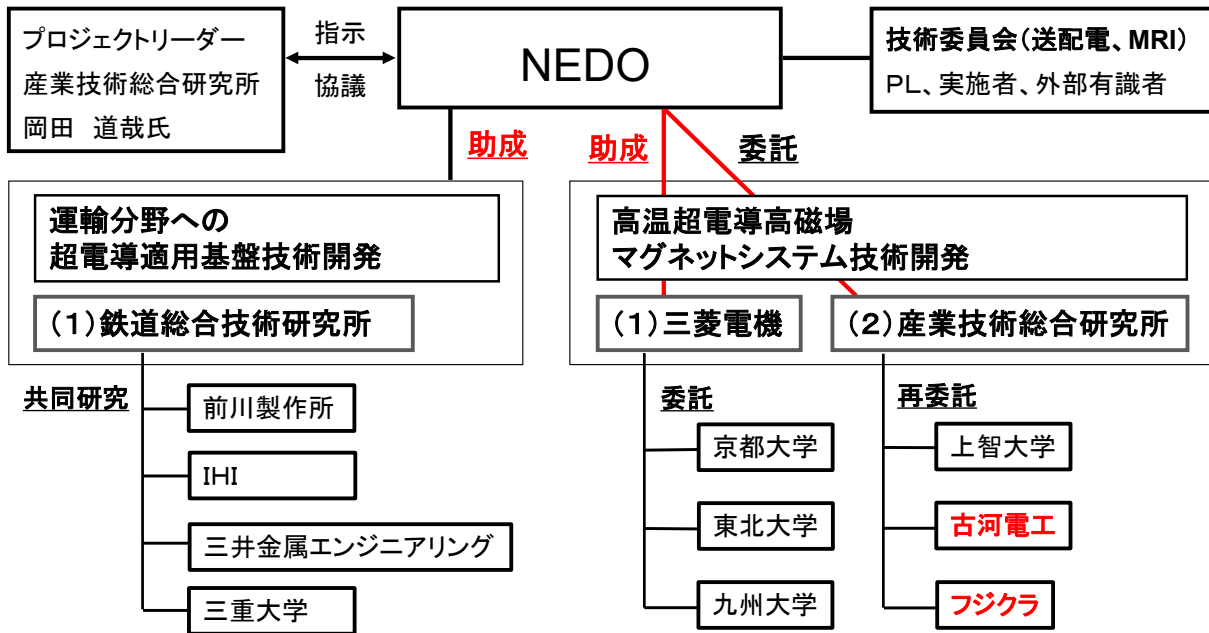 プロジェクトリーダー
産業技術総合研究所
岡田 道哉氏
指示
協議
NEDO
技術委員会(送配電、MRI)
PL、実施者、外部有識者
助成
助成
委託
運輸分野への
超電導適用基盤技術開発
(1)鉄道総合技術研究所
高温超電導高磁場
マグネットシステム技術開発
(1)三菱電機
(2)産業技術総合研究所
共同研究
前川製作所
IHI
三井金属エンジニアリング
三重大学
委託
京都大学
東北大学
九州大学
再委託
上智大学
古河電工
フジクラ